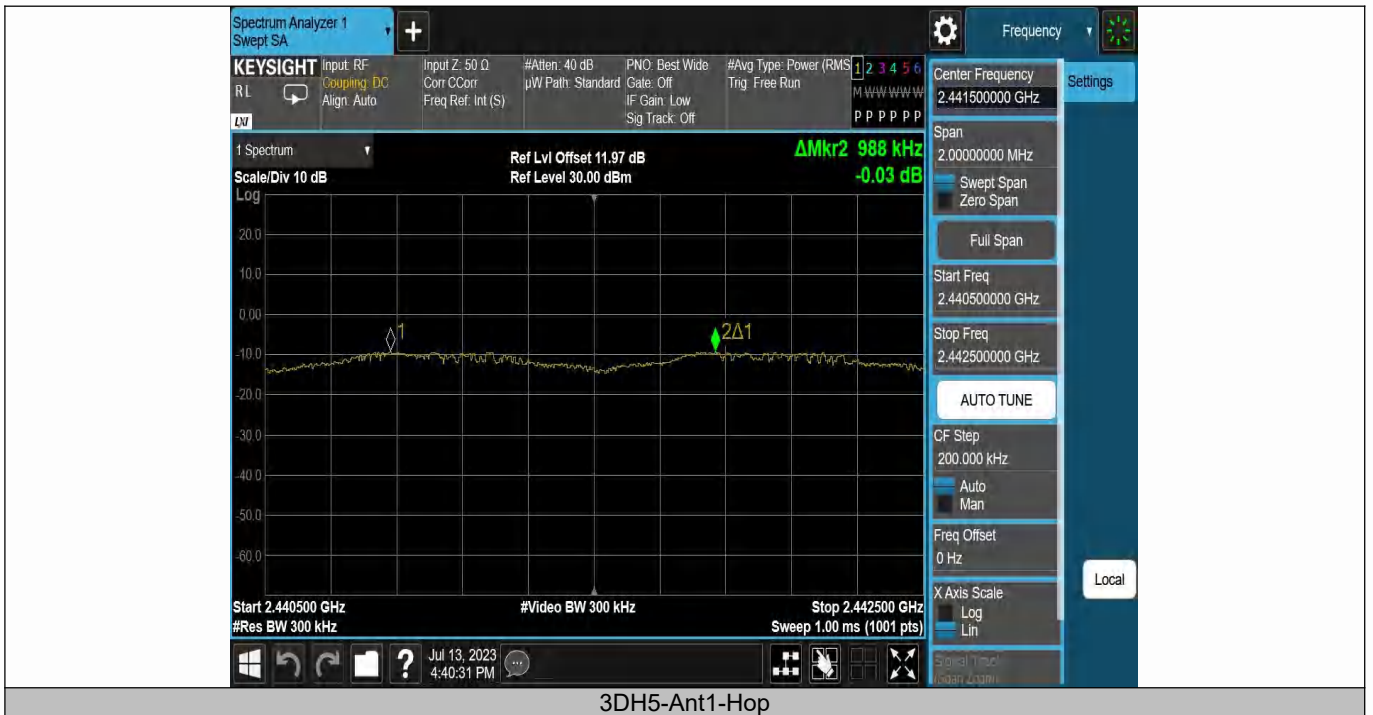 Spectrum Analyzer 1
Swept SA
+
Frequency
KEYSIGHT
RL
LXI
Input: RF
Coupling: DC
Align: Auto
Input Z: 50 Ω
Corr CCorr
Freq Ref: Int (S)
#Atten: 40 dB
µW Path: Standard
PNO: Best Wide
Gate: Off
IF Gain: Low
Sig Track: Off
#Avg Type: Power (RMS
Trig: Free Run
1 2 3 4 5 6
M W W W W W
P P P P P P
1 Spectrum
Scale/Div 10 dB
Log
Ref Lvl Offset 11.97 dB
Ref Level 30.00 dBm
ΔMkr2 988 kHz
-0.03 dB
20.0
10.0
0.00
-10.0
-20.0
-30.0
-40.0
-50.0
-60.0
1
2Δ1
Start 2.440500 GHz
#Res BW 300 kHz
#Video BW 300 kHz
Stop 2.442500 GHz
Sweep 1.00 ms (1001 pts)
Center Frequency
2.441500000 GHz
Settings
Span
2.00000000 MHz
Swept Span
Zero Span
Full Span
Start Freq
2.440500000 GHz
Stop Freq
2.442500000 GHz
AUTO TUNE
CF Step
200.000 kHz
Auto
Man
Freq Offset
0 Hz
X Axis Scale
Log
Lin
Signal Track
(Span Zoom)
Local
?
Jul 13, 2023
4:40:31 PM
3DH5-Ant1-Hop